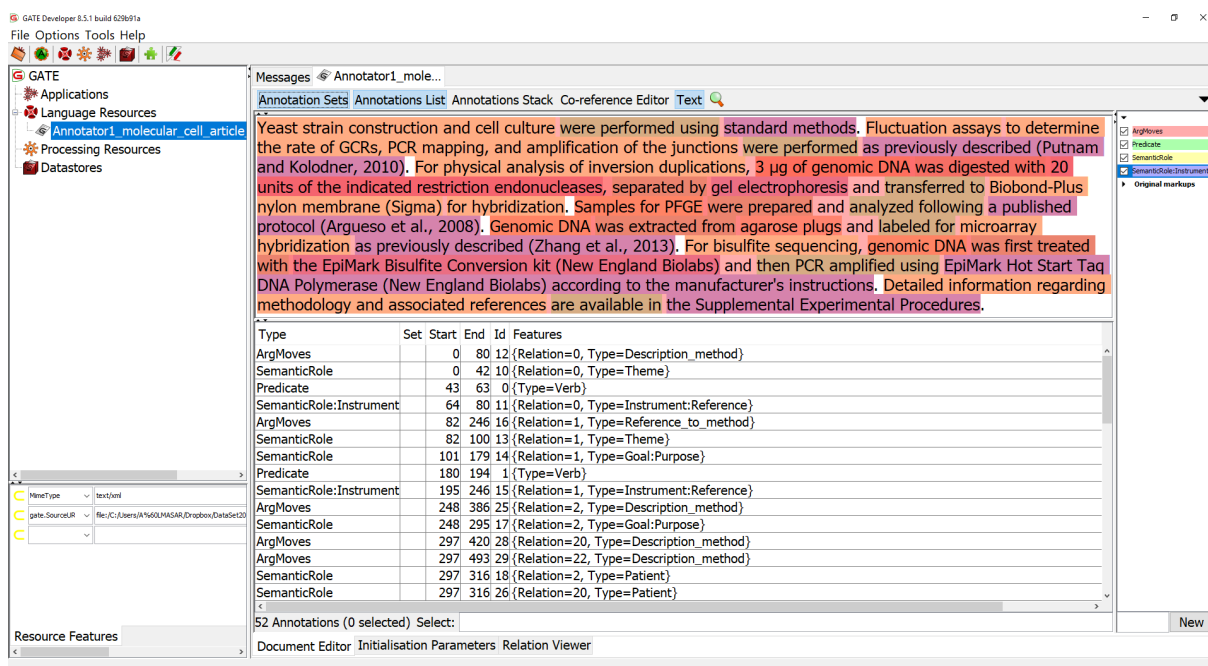 GATE Developer 8.5.1 build 629b91a
File Options Tools Help
GATE
Applications
Language Resources
Annotator1_molecular_cell_article
Processing Resources
Datastores
Messages Annotator1_mole...
Annotation Sets Annotations List Annotations Stack Co-reference Editor Text
Yeast strain construction and cell culture were performed using standard methods. Fluctuation assays to determine
the rate of GCRs, PCR mapping, and amplification of the junctions were performed as previously described (Putnam
and Kolodner, 2010). For physical analysis of inversion duplications, 3 µg of genomic DNA was digested with 20
units of the indicated restriction endonucleases, separated by gel electrophoresis and transferred to Biobond-Plus
nylon membrane (Sigma) for hybridization. Samples for PFGE were prepared and analyzed following a published
protocol (Argueso et al., 2008). Genomic DNA was extracted from agarose plugs and labeled for microarray
hybridization as previously described (Zhang et al., 2013). For bisulfite sequencing, genomic DNA was first treated
with the EpiMark Bisulfite Conversion kit (New England Biolabs) and then PCR amplified using EpiMark Hot Start Taq
DNA Polymerase (New England Biolabs) according to the manufacturer's instructions. Detailed information regarding
methodology and associated references are available in the Supplemental Experimental Procedures.
ArgMoves
Predicate
SemanticRole
SemanticRole:Instrument
Original markups
Type Set Start End Id Features
ArgMoves 0 80 12 {Relation=0, Type=Description_method}
SemanticRole 0 42 10 {Relation=0, Type=Theme}
Predicate 43 63 0 {Type=Verb}
SemanticRole:Instrument 64 80 11 {Relation=0, Type=Instrument:Reference}
ArgMoves 82 246 16 {Relation=1, Type=Reference_to_method}
SemanticRole 82 100 13 {Relation=1, Type=Theme}
SemanticRole 101 179 14 {Relation=1, Type=Goal:Purpose}
Predicate 180 194 1 {Type=Verb}
SemanticRole:Instrument 195 246 15 {Relation=1, Type=Instrument:Reference}
ArgMoves 248 386 25 {Relation=2, Type=Description_method}
SemanticRole 248 295 17 {Relation=2, Type=Goal:Purpose}
ArgMoves 297 420 28 {Relation=20, Type=Description_method}
ArgMoves 297 493 29 {Relation=22, Type=Description_method}
SemanticRole 297 316 18 {Relation=2, Type=Patient}
SemanticRole 297 316 26 {Relation=20, Type=Patient}
52 Annotations (0 selected) Select:
New
Document Editor Initialisation Parameters Relation Viewer
MimeType text/xml
gate.SourceUR file:/C:/Users/A%60LMASAR/Dropbox/DataSet20
Resource Features